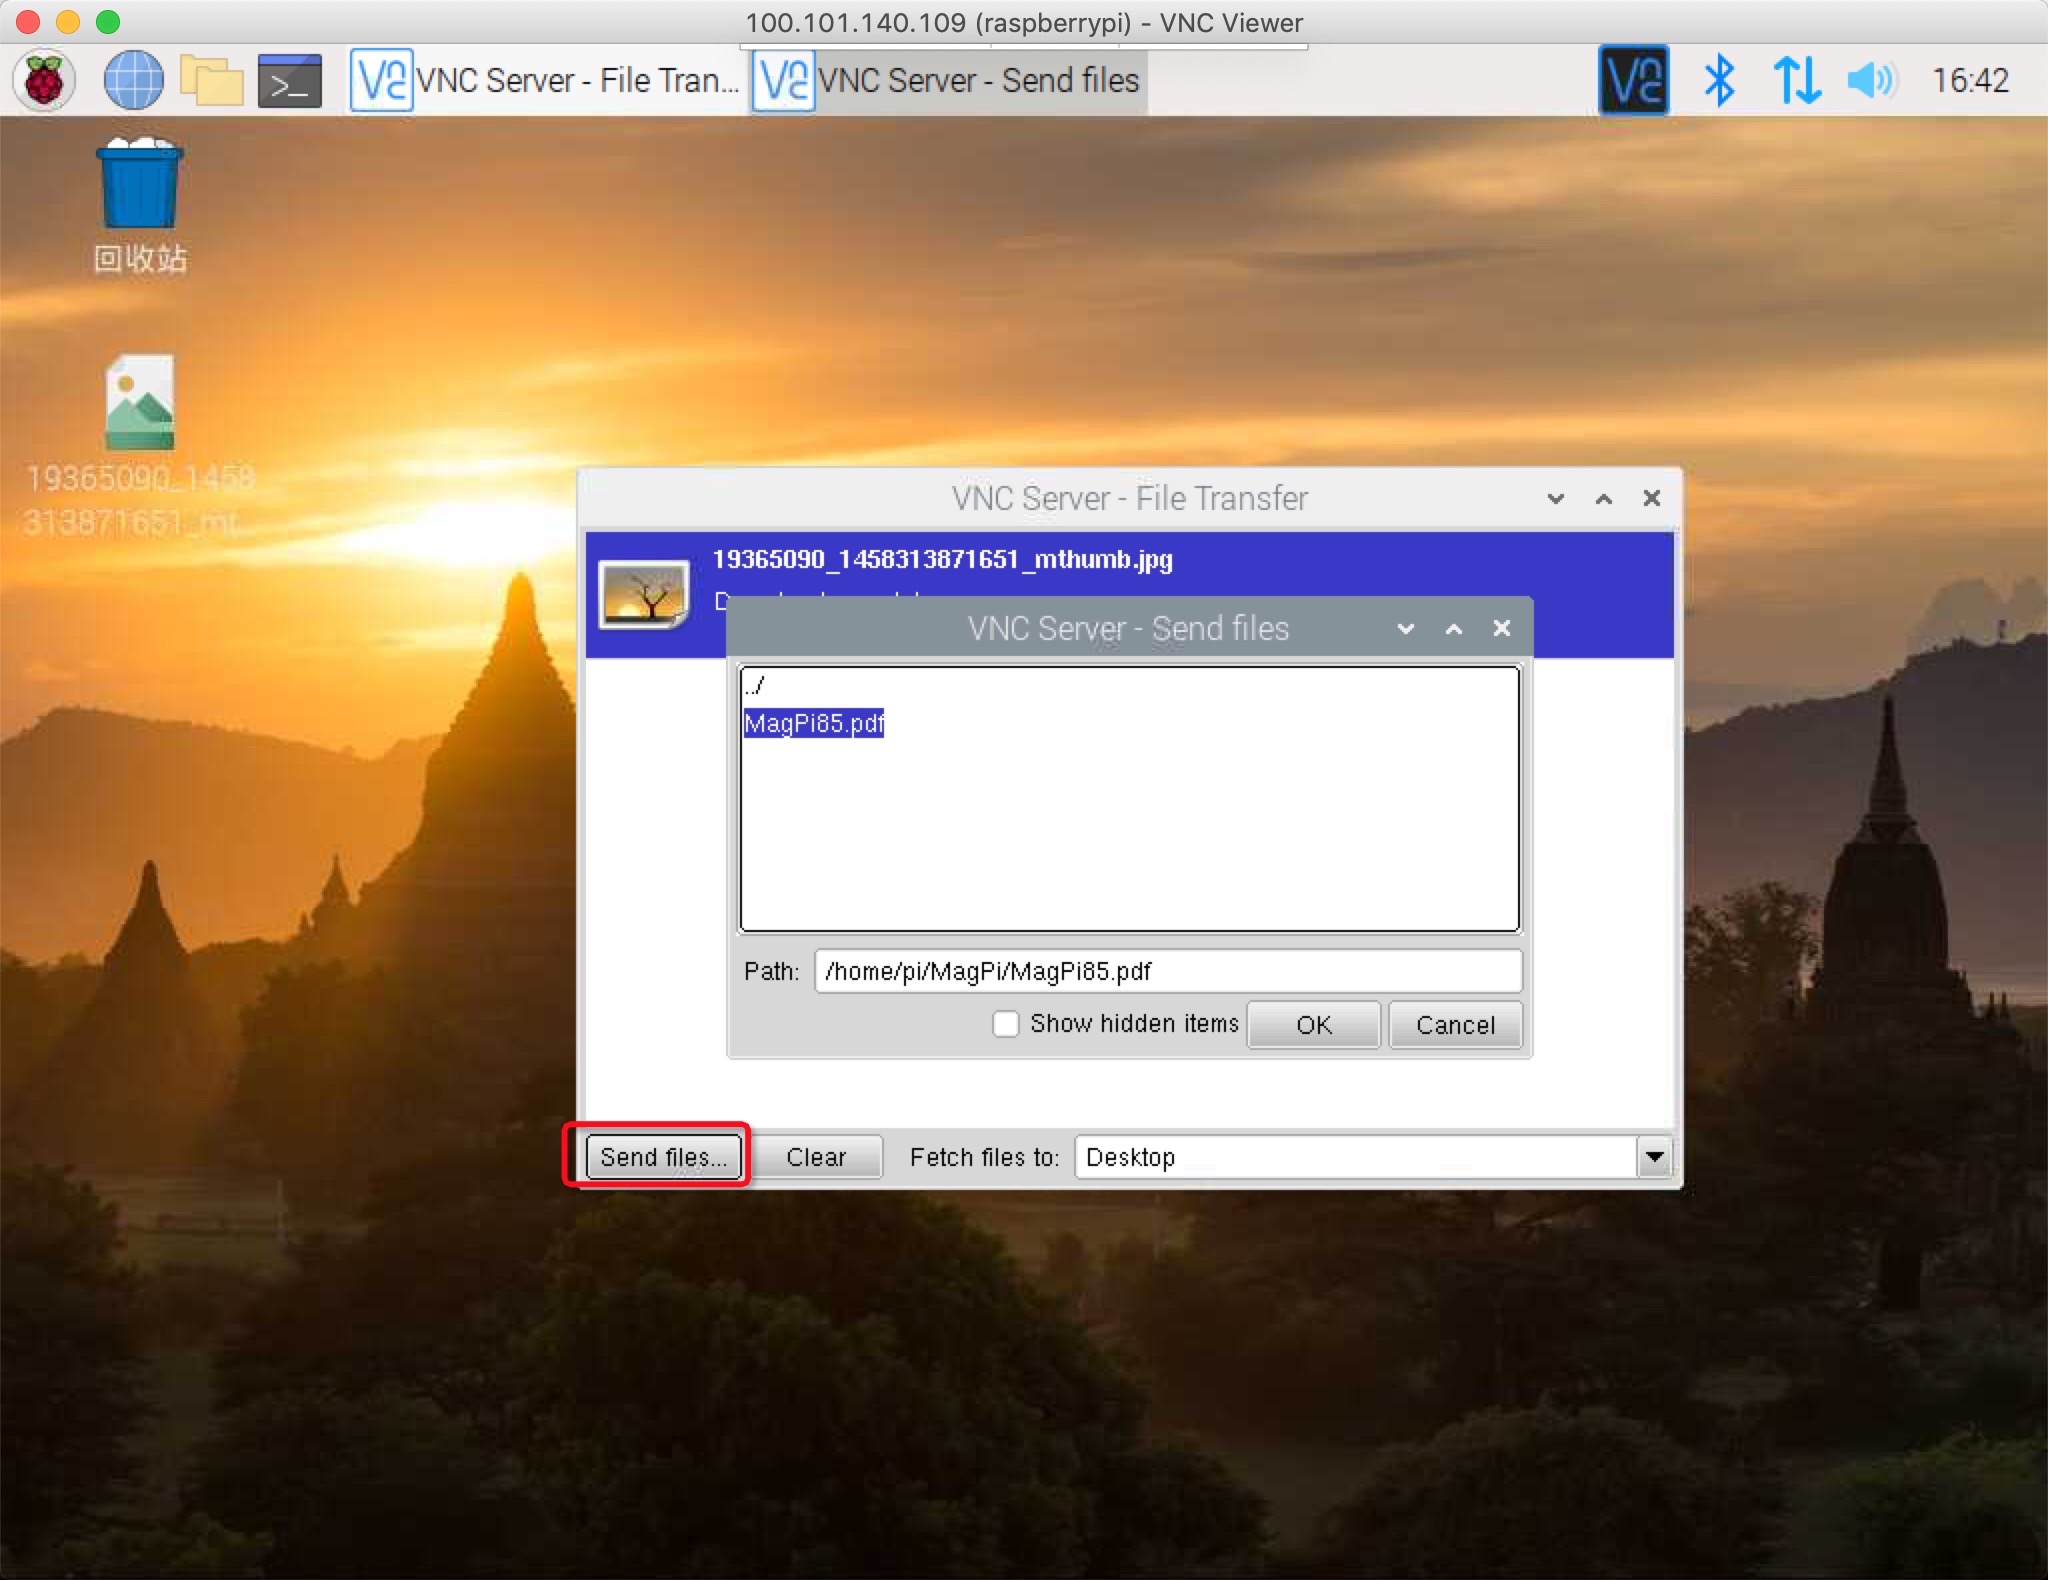 100.101.140.109 (raspberrypi) - VNC Viewer
VNC Server - File Tran...
VNC Server - Send files
16:42
回收站
19365090_1458
313871651_mt...
VNC Server - File Transfer
19365090_1458313871651_mthumb.jpg
VNC Server - Send files
../
MagPi85.pdf
Path: /home/pi/MagPi/MagPi85.pdf
Show hidden items OK Cancel
Send files... Clear Fetch files to: Desktop